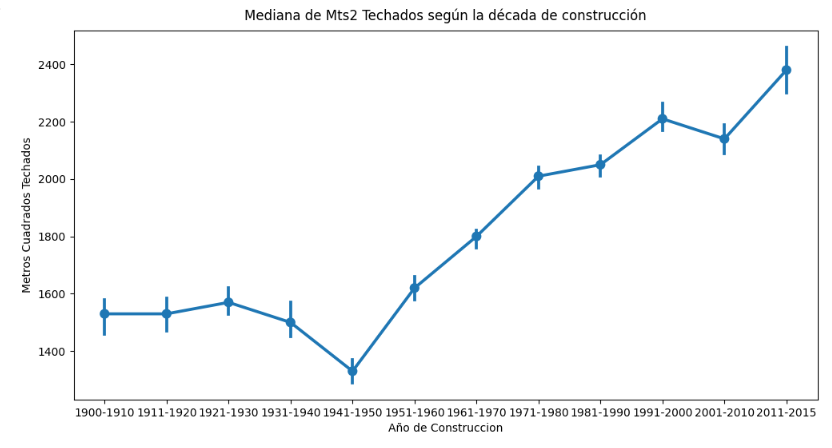 Mediana de Mts2 Techados según la década de construcción
Metros Cuadrados Techados
2400
2200
2000
1800
1600
1400
1900-1910 1911-1920 1921-1930 1931-1940 1941-1950 1951-1960 1961-1970 1971-1980 1981-1990 1991-2000 2001-2010 2011-2015
Año de Construccion